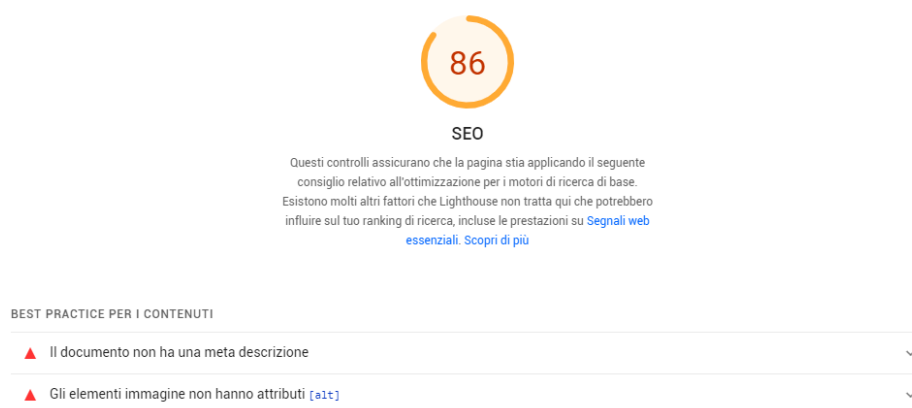 86
SEO
Questi controlli assicurano che la pagina stia applicando il seguente
consiglio relativo all'ottimizzazione per i motori di ricerca di base.
Esistono molti altri fattori che Lighthouse non tratta qui che potrebbero
influire sul tuo ranking di ricerca, incluse le prestazioni su Segnali web
essenziali. Scopri di più
BEST PRACTICE PER I CONTENUTI
Il documento non ha una meta descrizione
Gli elementi immagine non hanno attributi [alt]